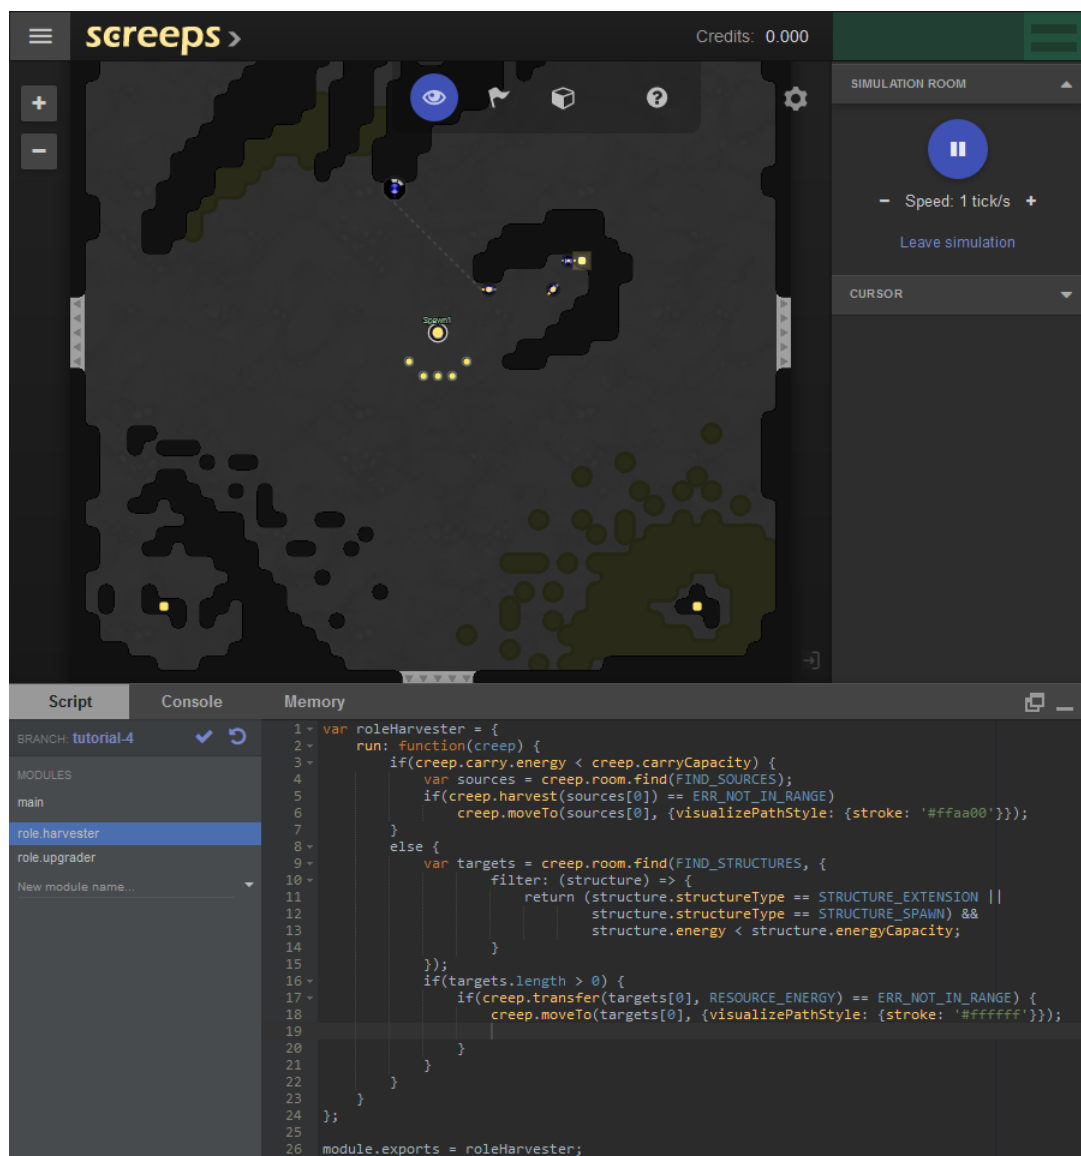 screeps
Credits: 0.000
SIMULATION ROOM
Speed: 1 tick/s
Leave simulation
CURSOR
Spawn1
Script Console Memory
BRANCH: tutorial-4
MODULES
main
role.harvester
role.upgrader
New module name...
1 var roleHarvester = {
2 run: function(creep) {
3 if(creep.carry.energy < creep.carryCapacity) {
4 var sources = creep.room.find(FIND_SOURCES);
5 if(creep.harvest(sources[0]) == ERR_NOT_IN_RANGE)
6 creep.moveTo(sources[0], {visualizePathStyle: {stroke: '#ffaa00'}});
7 }
8 else {
9 var targets = creep.room.find(FIND_STRUCTURES, {
10 filter: (structure) => {
11 return (structure.structureType == STRUCTURE_EXTENSION ||
12 structure.structureType == STRUCTURE_SPAWN) &&
13 structure.energy < structure.energyCapacity;
14 }
15 });
16 if(targets.length > 0) {
17 if(creep.transfer(targets[0], RESOURCE_ENERGY) == ERR_NOT_IN_RANGE) {
18 creep.moveTo(targets[0], {visualizePathStyle: {stroke: '#ffffff'}});
19
20 }
21 }
22 }
23 }
24 };
25
26 module.exports = roleHarvester;